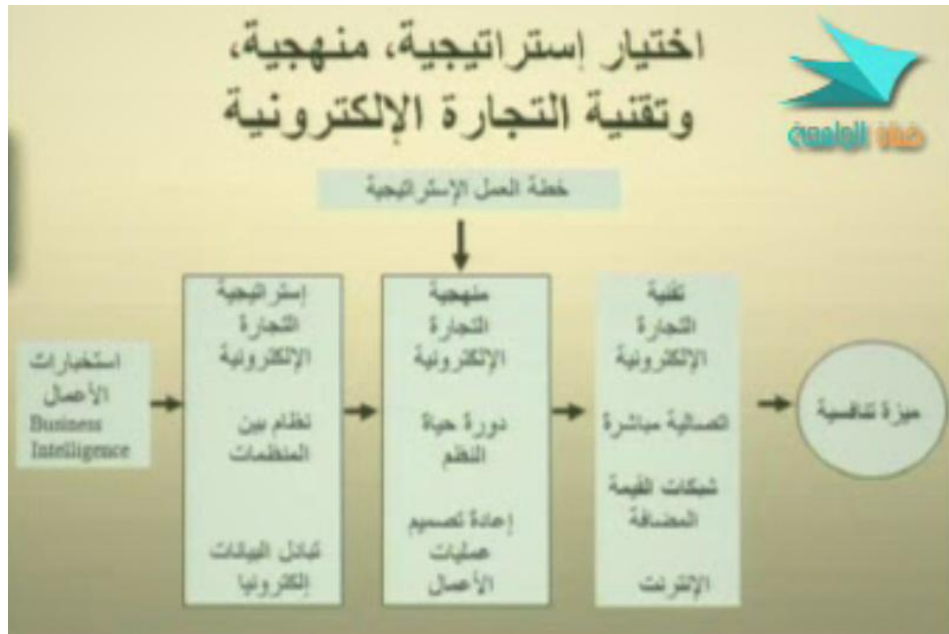 اختيار إستراتيجية، منهجية،
وتقنية التجارة الإلكترونية
خطة العمل الإستراتيجية
استخبارات
الأعمال
Business
Intelligence
إستراتيجية
التجارة
الإلكترونية
نظام بين
المنظمات
تبادل البيانات
إلكترونيا
منهجية
التجارة
الإلكترونية
دورة حياة
النظم
إعادة تصميم
عمليات
الأعمال
تقنية
التجارة
الإلكترونية
اتصالية مباشرة
شبكات القيمة
المضافة
الإنترنت
ميزة تنافسية